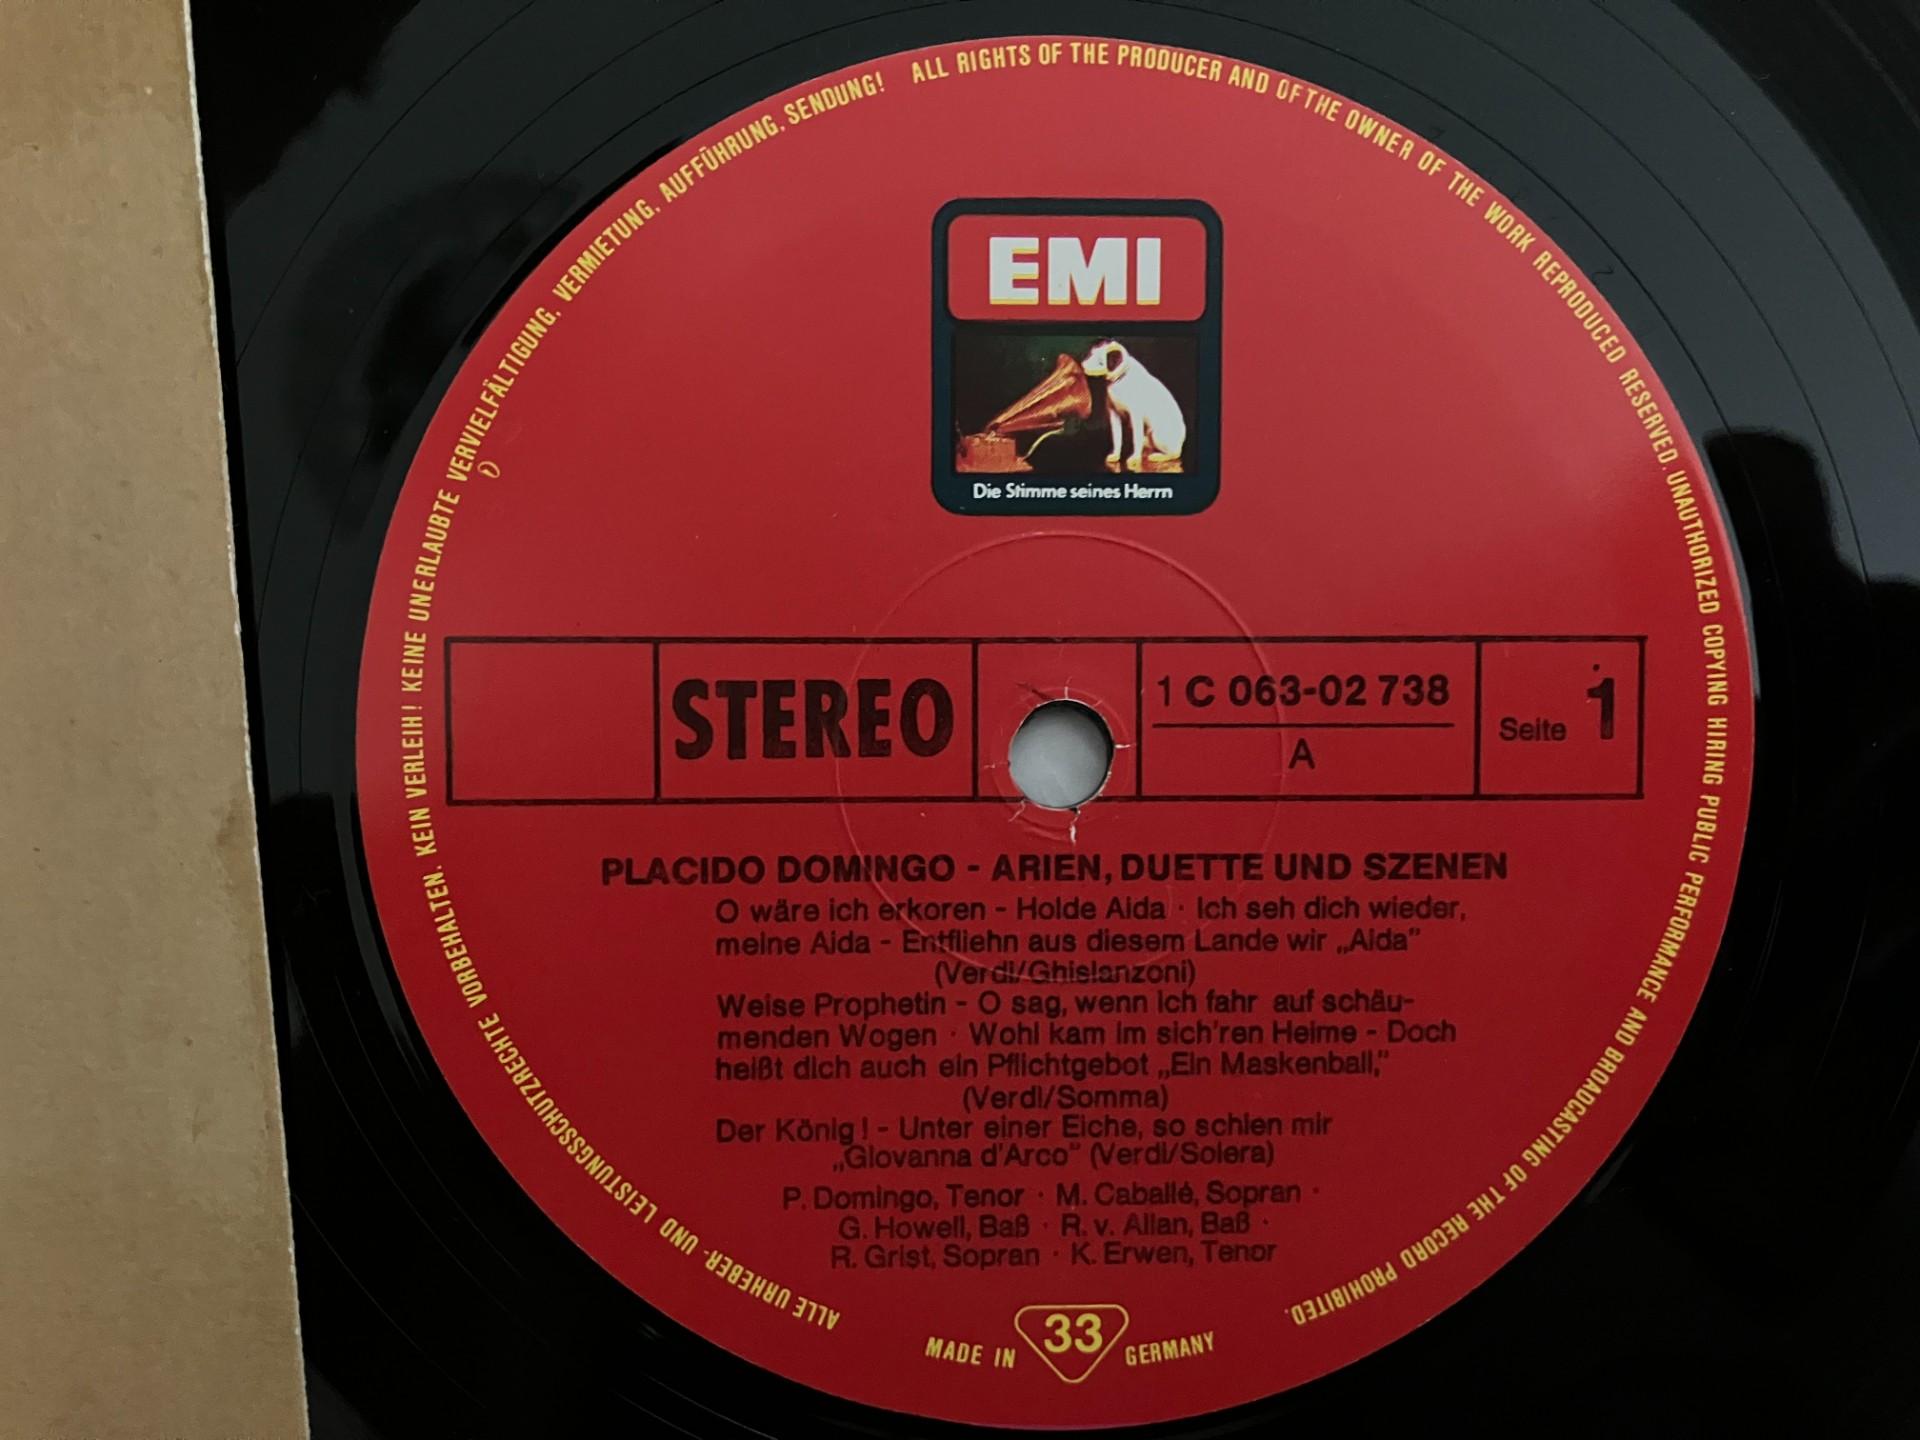 ALLE URHEBER- UND LEISTUNGSSCHUTZRECHTE VORBEHALTEN. KEIN VERLEIH! KEINE UNERLAUBTE VERVIELFÄLTIGUNG, VERMIETUNG, AUFFÜHRUNG, SENDUNG!
ALL RIGHTS OF THE PRODUCER AND OF THE OWNER OF THE WORK REPRODUCED RESERVED. UNAUTHORIZED COPYING HIRING PUBLIC PERFORMANCE AND BROADCASTING OF THE RECORD PROHIBITED.
EMI
Die Stimme seines Herrn
STEREO
1 C 063-02 738
A
Seite 1
PLACIDO DOMINGO - ARIEN, DUETTE UND SZENEN
O wäre ich erkoren - Holde Aida · Ich seh dich wieder,
meine Aida - Entfliehn aus diesem Lande wir „Aida"
(Verdi/Ghislanzoni)
Weise Prophetin - O sag, wenn ich fahr auf schäu-
menden Wogen · Wohl kam im sich'ren Heime - Doch
heißt dich auch ein Pflichtgebot „Ein Maskenball,"
(Verdi/Somma)
Der König! - Unter einer Eiche, so schien mir
„Giovanna d'Arco" (Verdi/Solera)
P. Domingo, Tenor · M. Caballé, Sopran ·
G. Howell, Baß · R. v. Allan, Baß ·
R. Grist, Sopran · K. Erwen, Tenor
MADE IN 33 GERMANY